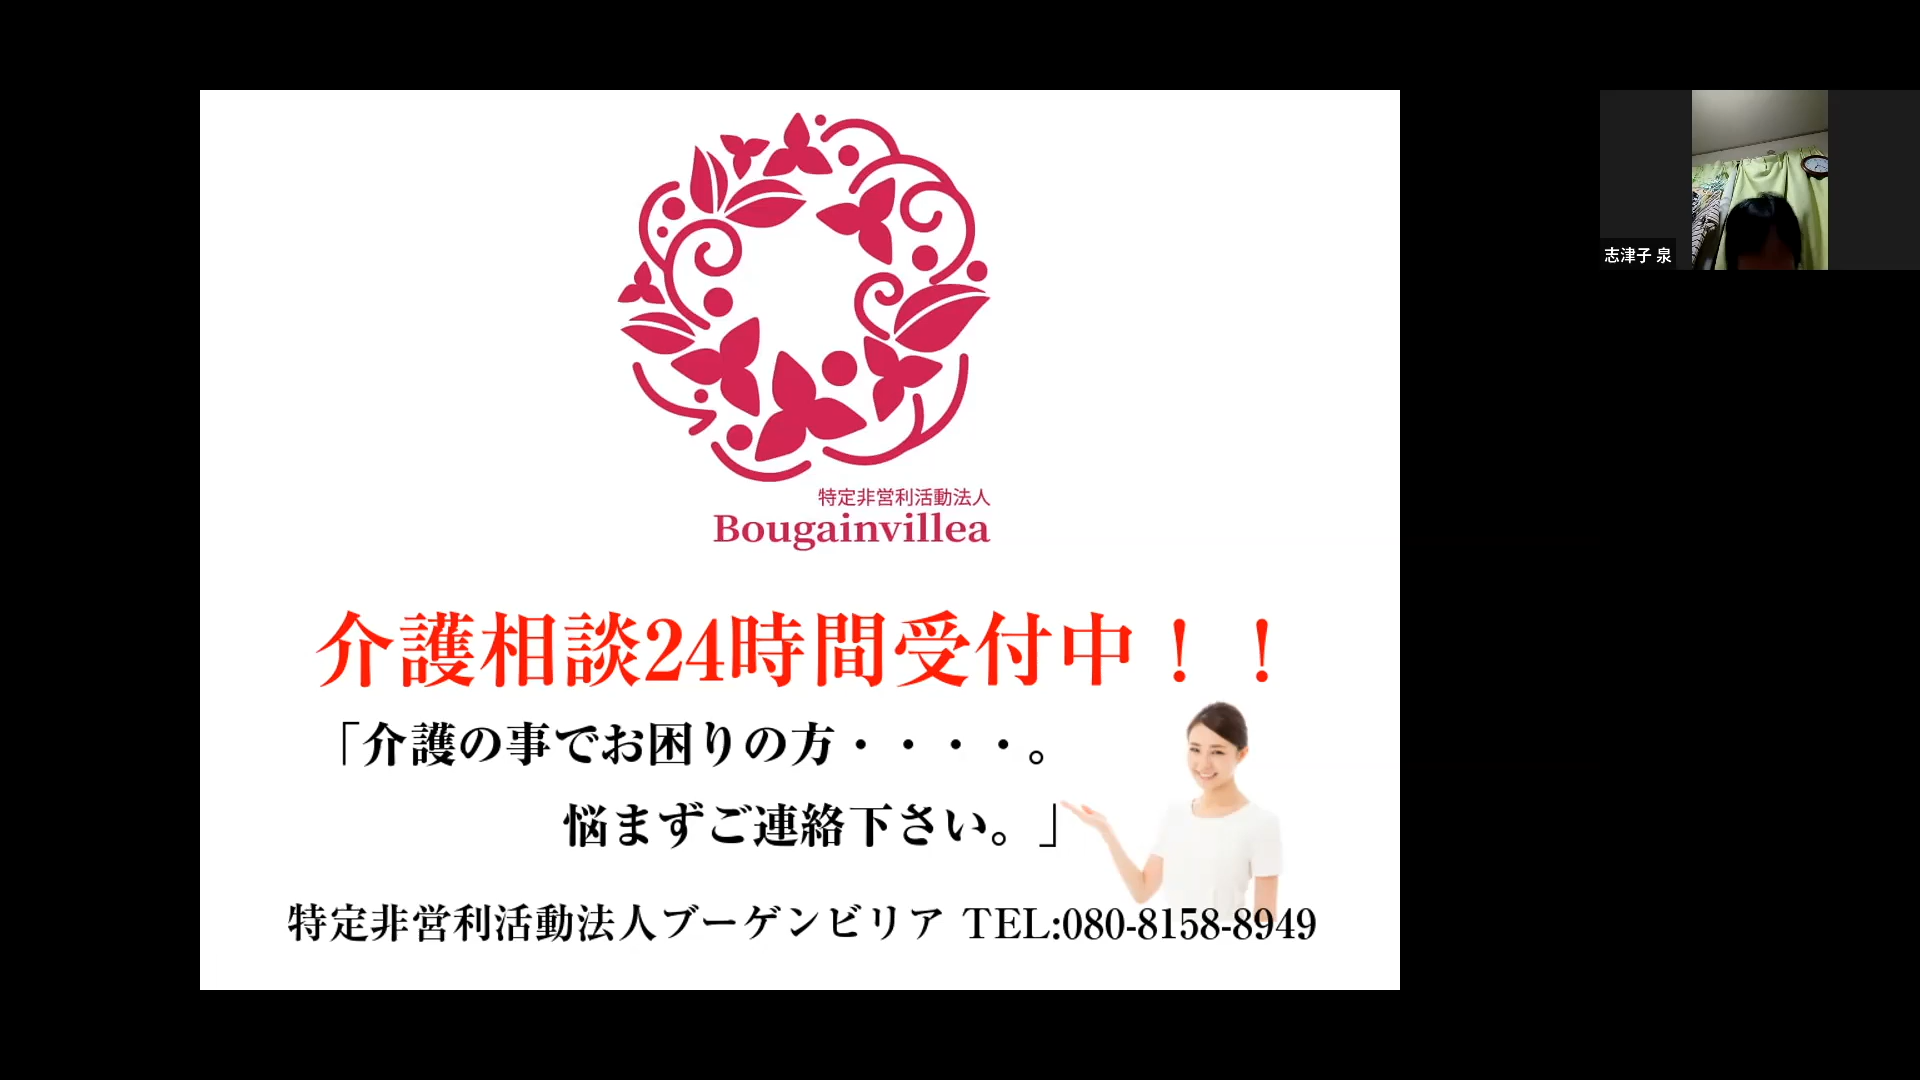 特定非営利活動法人
Bougainvillea
介護相談24時間受付中！！
「介護の事でお困りの方・・・・。
悩まずご連絡下さい。」
特定非営利活動法人ブーゲンビリア TEL:080-8158-8949
志津子 泉